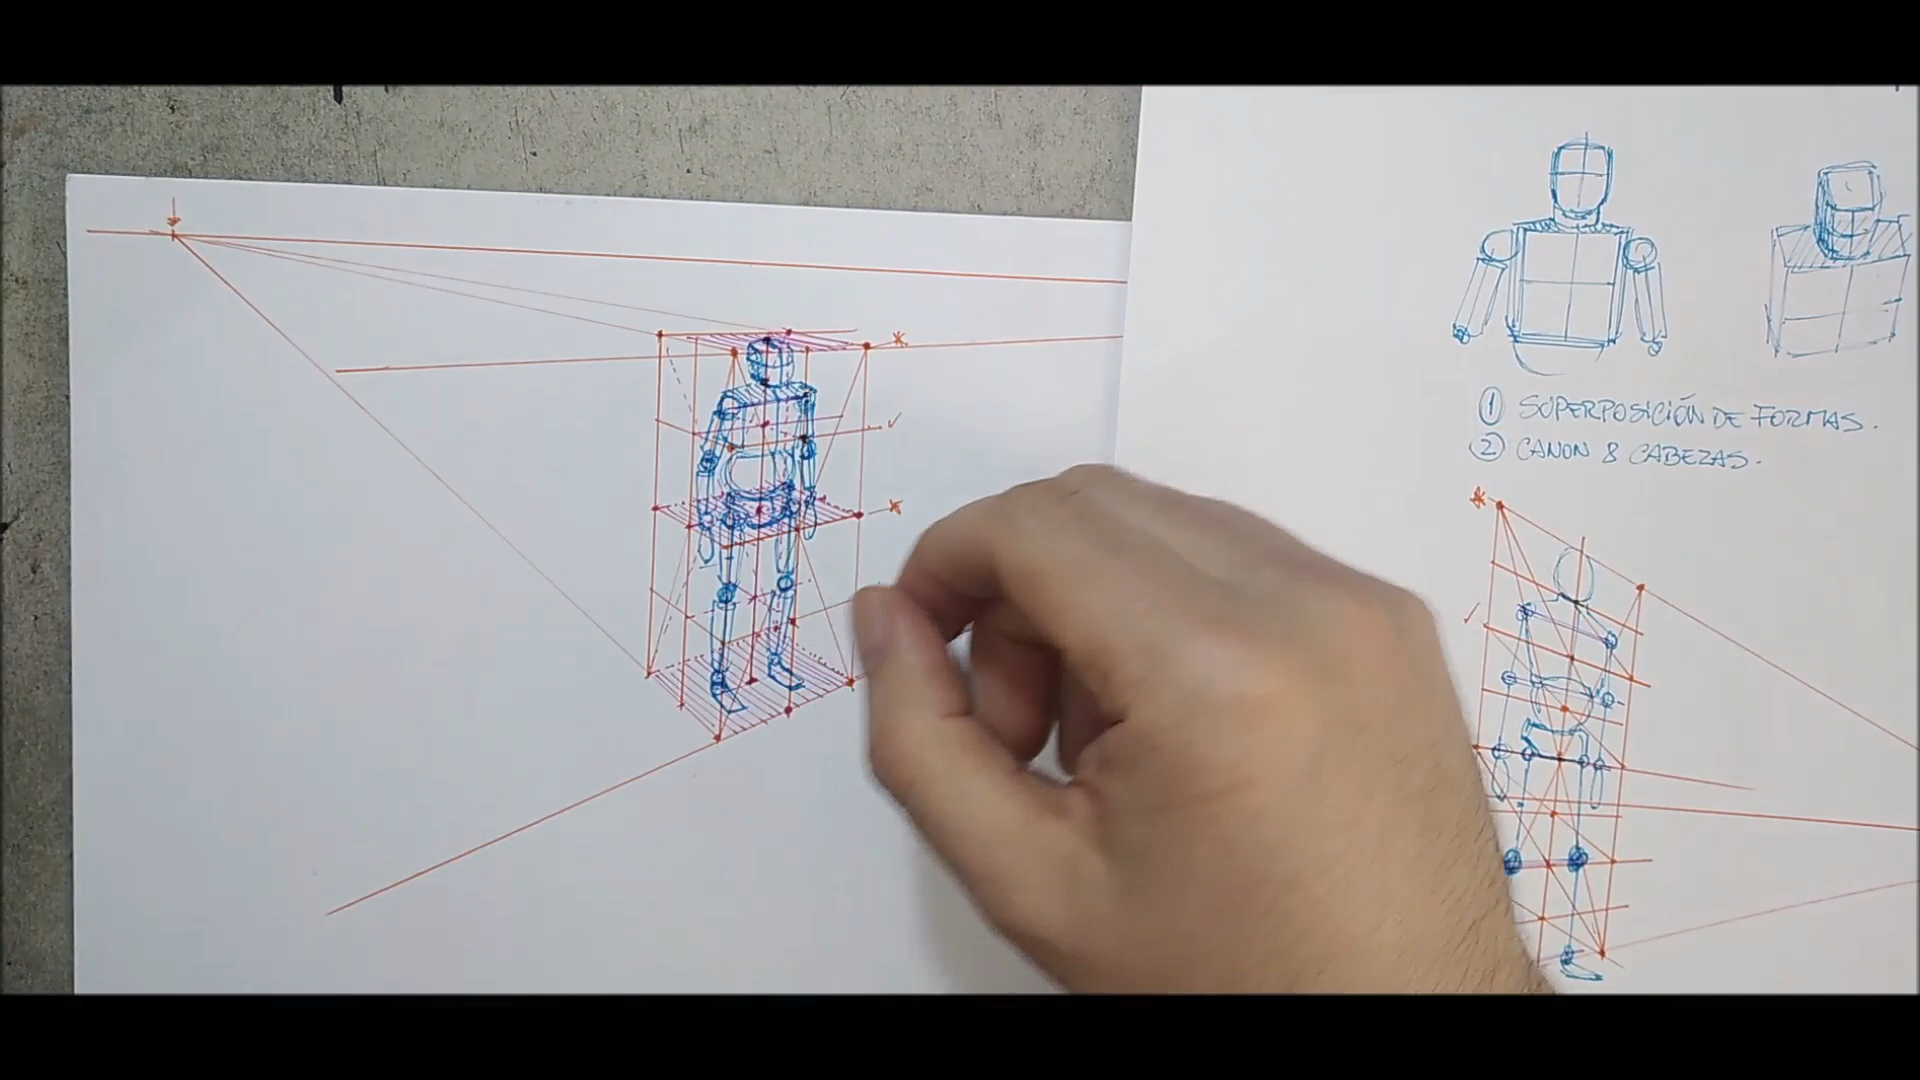 ① SUPERPOSICIÓN DE FORMAS.
② CANON 8 CABEZAS.